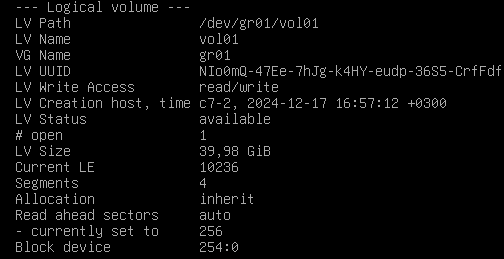 --- Logical volume ---
LV Path                /dev/gr01/vol01
LV Name                vol01
VG Name                gr01
LV UUID                NIo0mQ-47Ee-7hJg-k4HY-eudp-36S5-CrfFdf
LV Write Access        read/write
LV Creation host, time c7-2, 2024-12-17 16:57:12 +0300
LV Status              available
# open                 1
LV Size                39,98 GiB
Current LE             10236
Segments               4
Allocation             inherit
Read ahead sectors     auto
- currently set to     256
Block device           254:0